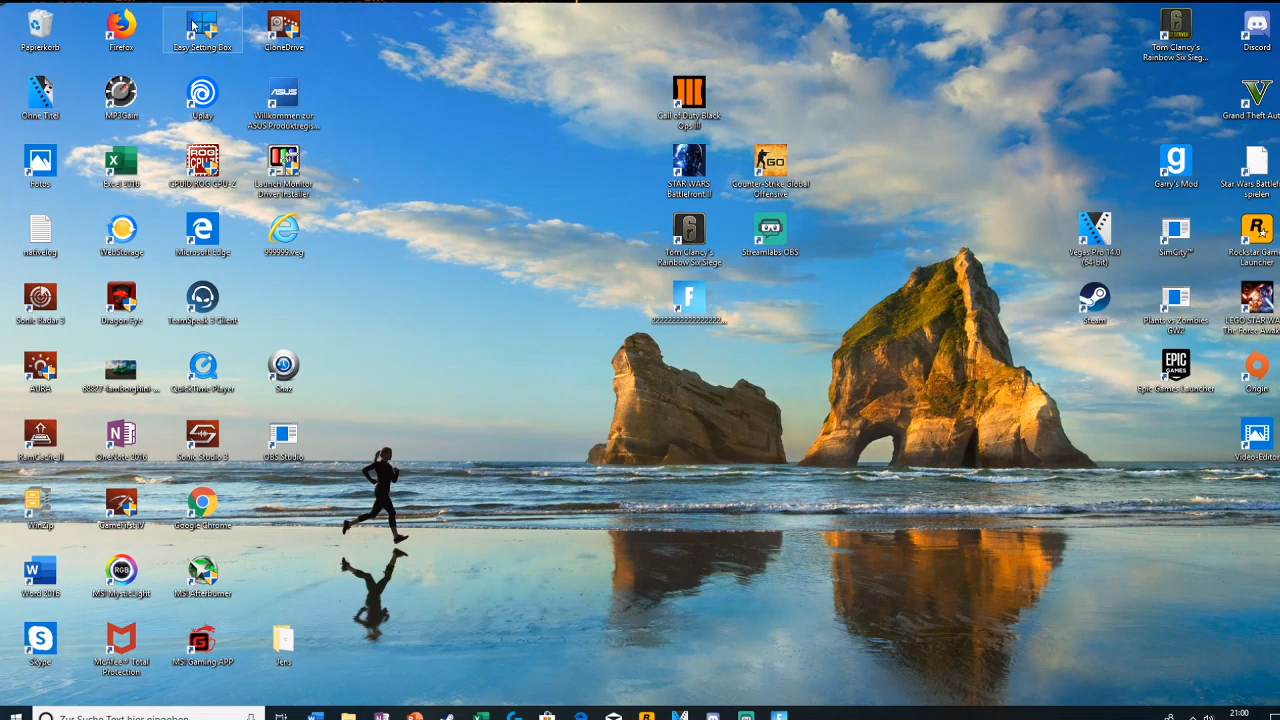 Papierkorb
Firefox
Easy Setting Box
CloneDrive
Tom Clancy's
Rainbow Six Sieg...
Discord
Ohne Titel
MP3Gain
Uplay
Willkommen zur
ASUS Produktregis...
Call of Duty Black
Ops III
Grand Theft Aut
Fotos
Excel 2016
CPUID ROG CPU-Z
Launch Monitor
Driver Installer
STAR WARS
Battlefront II
Counter-Strike Global
Offensive
Garry's Mod
Star Wars Battlef
spielen
nativelog
WebStorage
Microsoft Edge
999999.veg
Tom Clancy's
Rainbow Six Siege
Streamlabs OBS
Vegas Pro 14.0
(64-bit)
SimCity™
Rockstar Game
Launcher
Sonic Radar 3
Dragon Eye
TeamSpeak 3 Client
Steam
Plants vs Zombies
GW2
LEGO STAR WA
The Force Awak
AURA
QuickTime Player
Snaz
EPIC
GAMES
Epic Games Launcher
Origin
RamCache II
OneNote 2016
Sonic Studio 3
OBS Studio
Video-Editor
WinZip
GameFirst IV
Google Chrome
Word 2016
RGB
MSI MysticLight
MSI Afterburner
Skype
McAfee® Total
Protection
MSI Gaming APP
Jens
Zur Suche Text hier eingeben
21:00